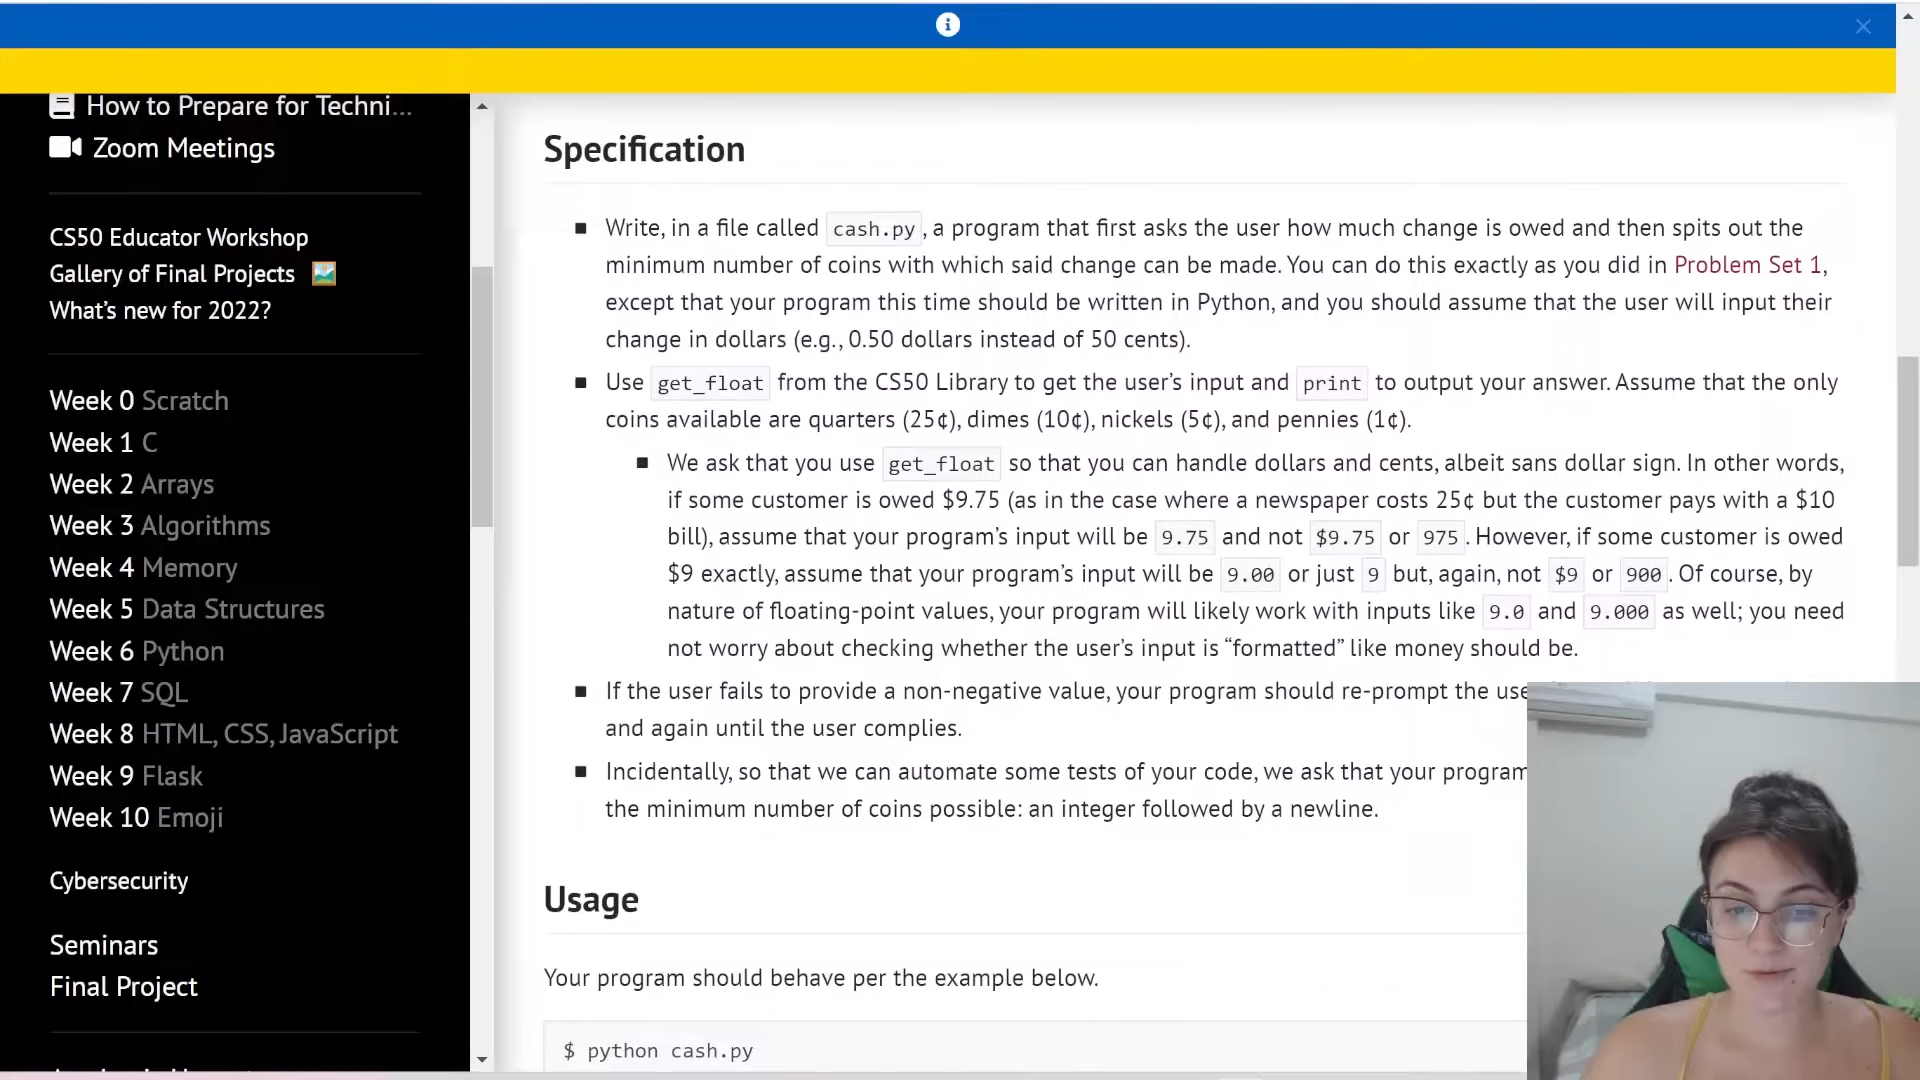 How to Prepare for Techni...
Zoom Meetings
CS50 Educator Workshop
Gallery of Final Projects
What's new for 2022?
Week 0 Scratch
Week 1 C
Week 2 Arrays
Week 3 Algorithms
Week 4 Memory
Week 5 Data Structures
Week 6 Python
Week 7 SQL
Week 8 HTML, CSS, JavaScript
Week 9 Flask
Week 10 Emoji
Cybersecurity
Seminars
Final Project
Specification
Write, in a file called cash.py, a program that first asks the user how much change is owed and then spits out the
minimum number of coins with which said change can be made. You can do this exactly as you did in Problem Set 1,
except that your program this time should be written in Python, and you should assume that the user will input their
change in dollars (e.g., 0.50 dollars instead of 50 cents).
Use get_float from the CS50 Library to get the user's input and print to output your answer. Assume that the only
coins available are quarters (25¢), dimes (10¢), nickels (5¢), and pennies (1¢).
We ask that you use get_float so that you can handle dollars and cents, albeit sans dollar sign. In other words,
if some customer is owed $9.75 (as in the case where a newspaper costs 25¢ but the customer pays with a $10
bill), assume that your program's input will be 9.75 and not $9.75 or 975. However, if some customer is owed
$9 exactly, assume that your program's input will be 9.00 or just 9 but, again, not $9 or 900. Of course, by
nature of floating-point values, your program will likely work with inputs like 9.0 and 9.000 as well; you need
not worry about checking whether the user's input is “formatted” like money should be.
If the user fails to provide a non-negative value, your program should re-prompt the
and again until the user complies.
Incidentally, so that we can automate some tests of your code, we ask that your program
the minimum number of coins possible: an integer followed by a newline.
Usage
Your program should behave per the example below.
$ python cash.py